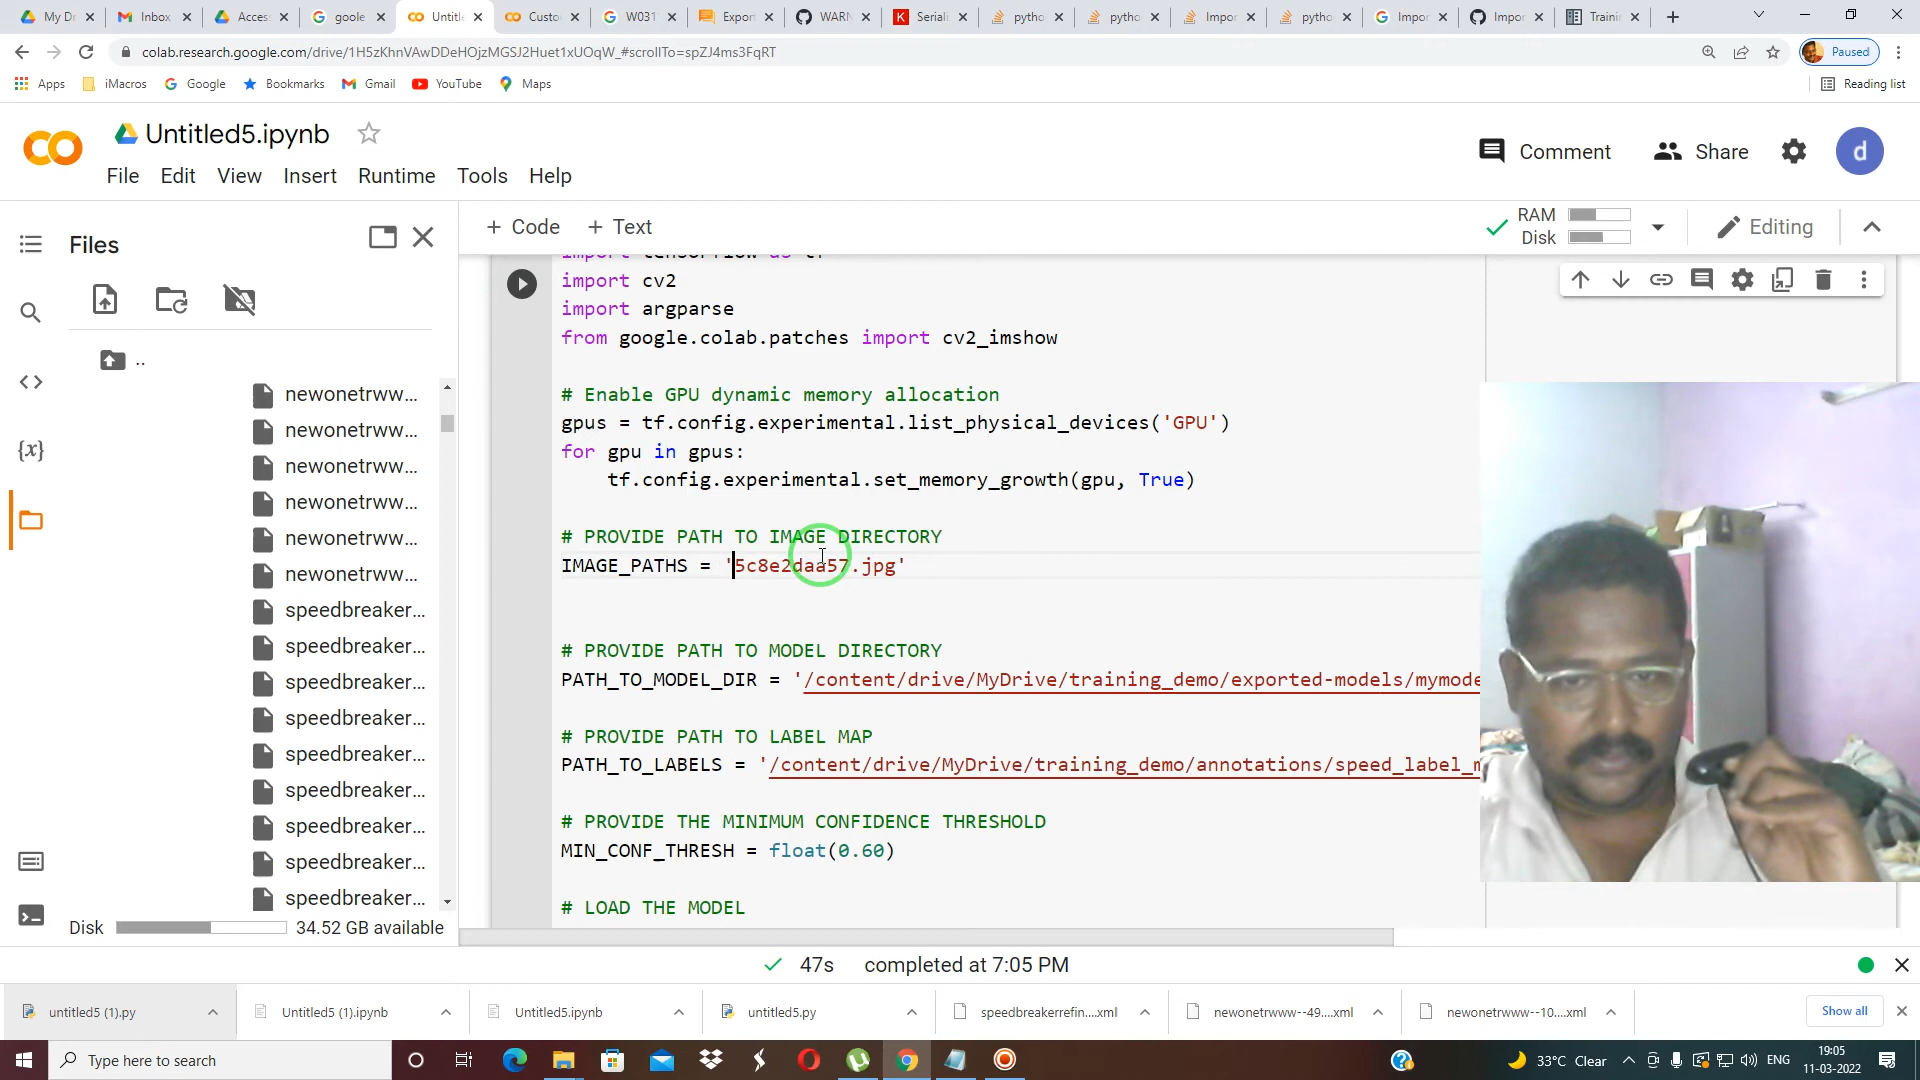 My Dr
Inbox
Acces
goole
Untitle
Custo
W031
Export
WARN
Seriali
pytho
pytho
Impor
pytho
Impor
Impor
Traini
colab.research.google.com/drive/1H5zKhnVAwDDeHOjzMGSJ2Huet1xUOqW_#scrollTo=spZJ4ms3FqRT
Paused
Apps
iMacros
Google
Bookmarks
Gmail
YouTube
Maps
Reading list
Untitled5.ipynb
File Edit View Insert Runtime Tools Help
Comment
Share
d
Files
+ Code + Text
RAM
Disk
Editing
..
newonetrww...
newonetrww...
newonetrww...
newonetrww...
newonetrww...
newonetrww...
speedbreaker...
speedbreaker...
speedbreaker...
speedbreaker...
speedbreaker...
speedbreaker...
speedbreaker...
speedbreaker...
speedbreaker...
Disk 34.52 GB available
import tensorflow as tf
import cv2
import argparse
from google.colab.patches import cv2_imshow
# Enable GPU dynamic memory allocation
gpus = tf.config.experimental.list_physical_devices('GPU')
for gpu in gpus:
tf.config.experimental.set_memory_growth(gpu, True)
# PROVIDE PATH TO IMAGE DIRECTORY
IMAGE_PATHS = '5c8e2daa57.jpg'
# PROVIDE PATH TO MODEL DIRECTORY
PATH_TO_MODEL_DIR = '/content/drive/MyDrive/training_demo/exported-models/mymode
# PROVIDE PATH TO LABEL MAP
PATH_TO_LABELS = '/content/drive/MyDrive/training_demo/annotations/speed_label_m
# PROVIDE THE MINIMUM CONFIDENCE THRESHOLD
MIN_CONF_THRESH = float(0.60)
# LOAD THE MODEL
47s completed at 7:05 PM
untitled5 (1).py
Untitled5 (1).ipynb
Untitled5.ipynb
untitled5.py
speedbreakerrefin....xml
newonetrwww--49....xml
newonetrwww--10....xml
Show all
Type here to search
33°C Clear
ENG
19:05
11-03-2022